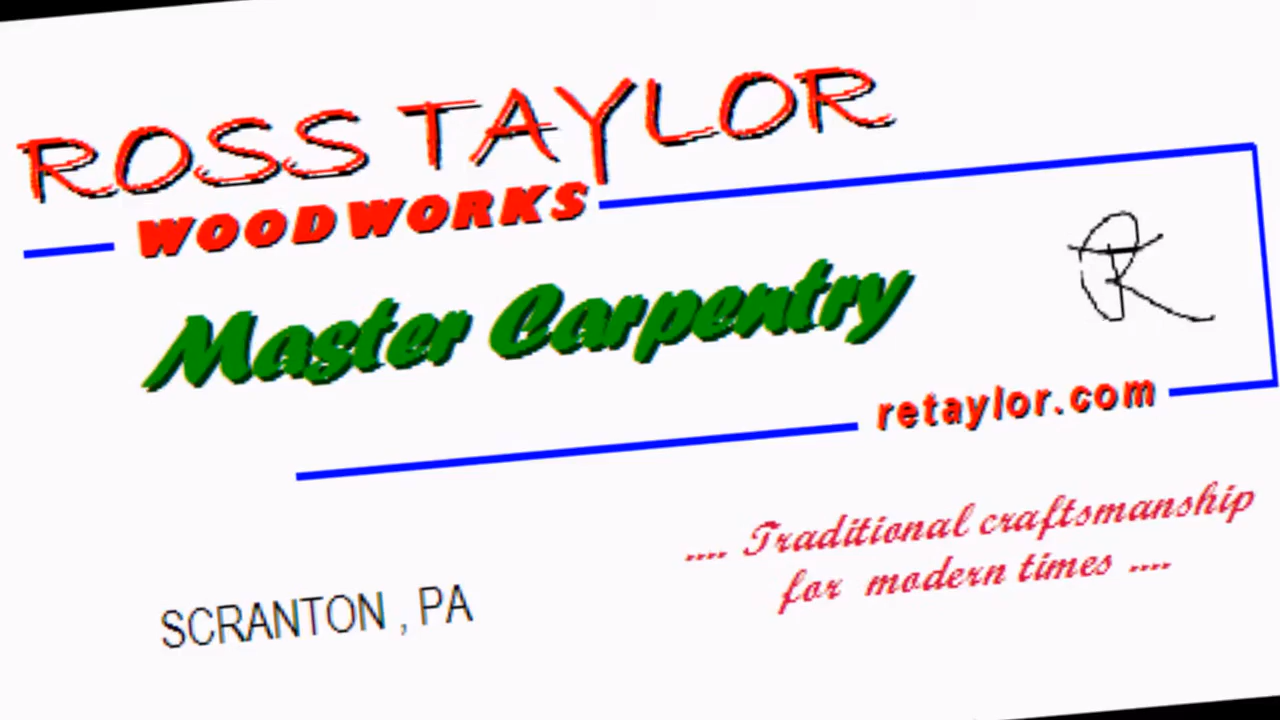 ROSS TAYLOR
WOODWORKS
Master Carpentry
retaylor.com
.... Traditional craftsmanship
for modern times ....
SCRANTON , PA